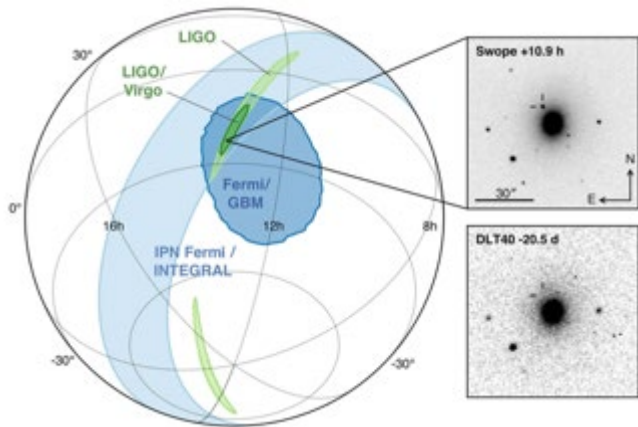 LIGO
30°
LIGO/
Virgo
Fermi/
GBM
0°
16h
12h
8h
IPN Fermi /
INTEGRAL
-30°
-30°
Swope +10.9 h
N
30"
E
DLT40 -20.5 d